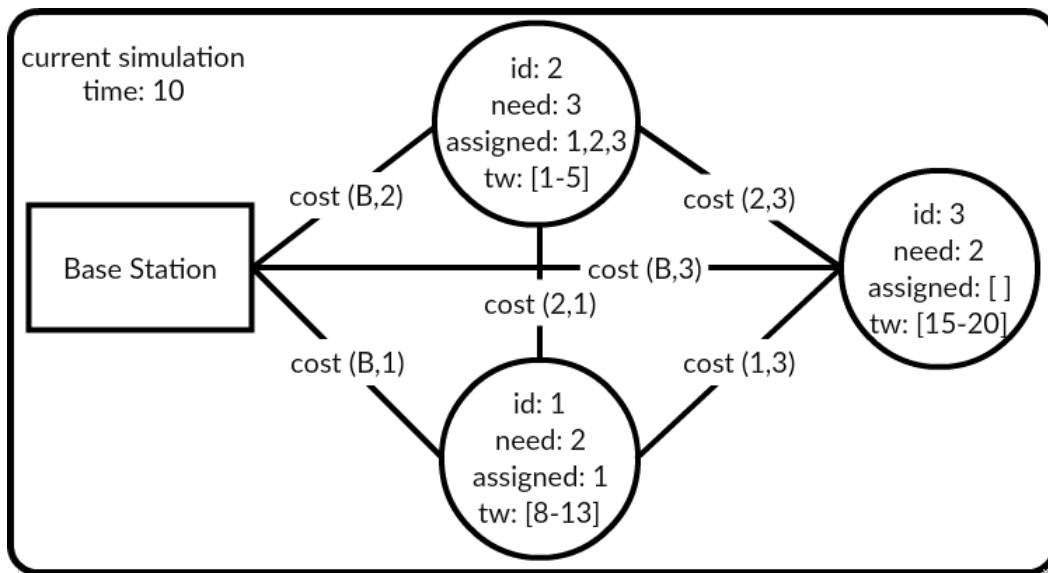 current simulation
time: 10
id: 2
need: 3
assigned: 1,2,3
tw: [1-5]
cost (B,2)
cost (2,3)
Base Station
cost (B,3)
id: 3
need: 2
assigned: [ ]
tw: [15-20]
cost (2,1)
cost (B,1)
cost (1,3)
id: 1
need: 2
assigned: 1
tw: [8-13]